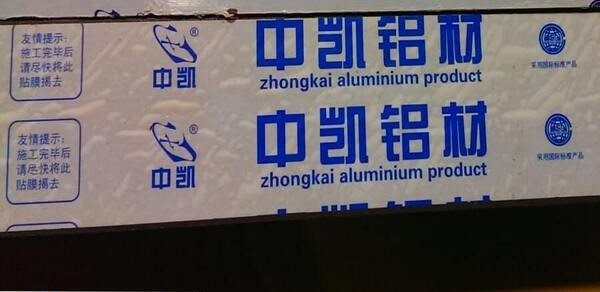 友情提示:
施工完毕后
请尽快将此
贴膜揭去
中凯
®
中凯铝材
zhongkai aluminium product
采用国际标准产品
友情提示:
施工完毕后
请尽快将此
贴膜揭去
中凯
®
中凯铝材
zhongkai aluminium product
采用国际标准产品